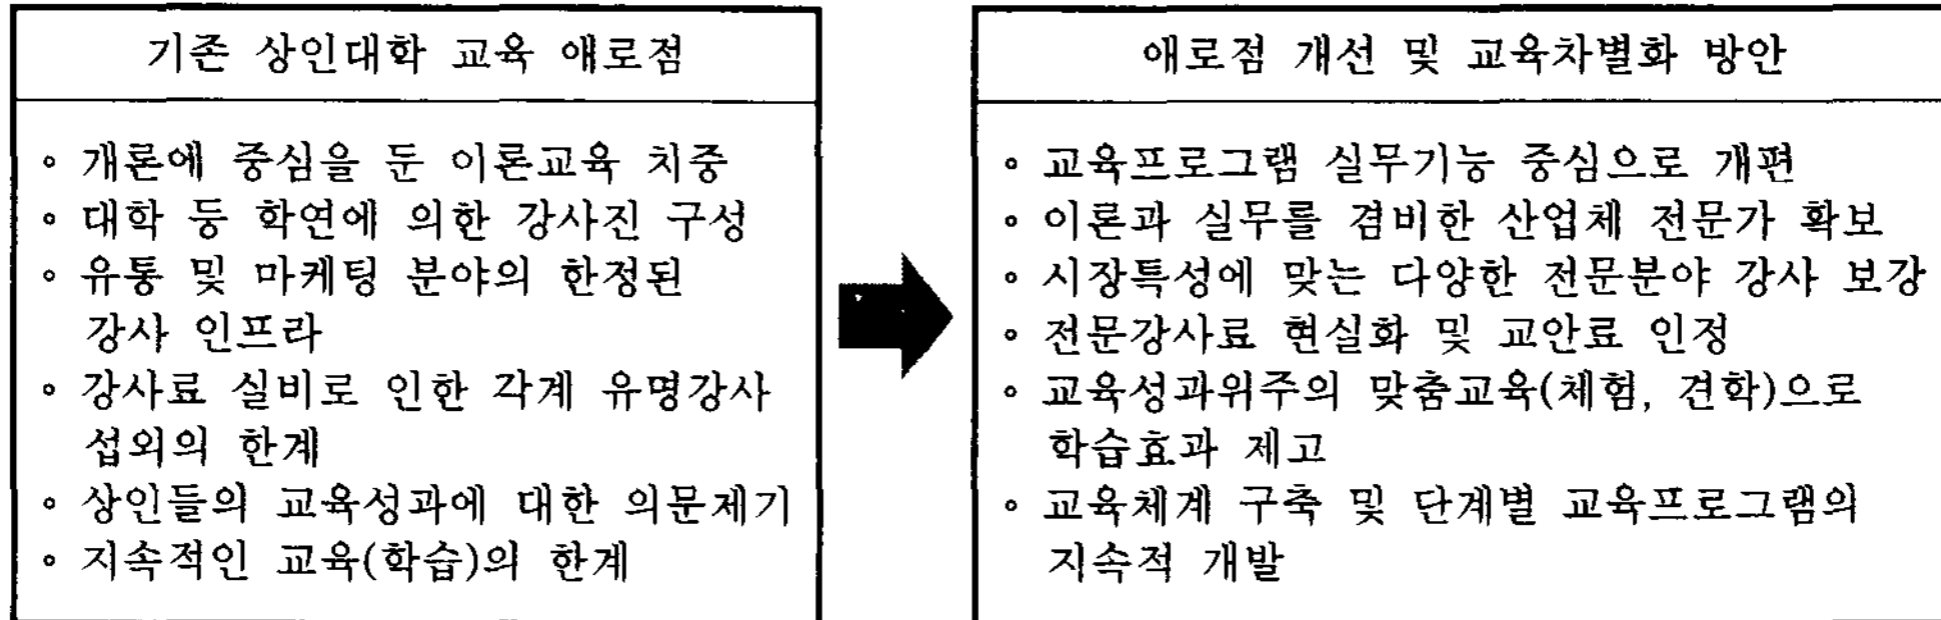 기존 상인대학 교육 애로점
◦ 개론에 중심을 둔 이론교육 치중
◦ 대학 등 학연에 의한 강사진 구성
◦ 유통 및 마케팅 분야의 한정된
강사 인프라
◦ 강사료 실비로 인한 각계 유명강사
섭외의 한계
◦ 상인들의 교육성과에 대한 의문제기
◦ 지속적인 교육(학습)의 한계
애로점 개선 및 교육차별화 방안
◦ 교육프로그램 실무기능 중심으로 개편
◦ 이론과 실무를 겸비한 산업체 전문가 확보
◦ 시장특성에 맞는 다양한 전문분야 강사 보강
◦ 전문강사료 현실화 및 교안료 인정
◦ 교육성과위주의 맞춤교육(체험, 견학)으로
학습효과 제고
◦ 교육체계 구축 및 단계별 교육프로그램의
지속적 개발